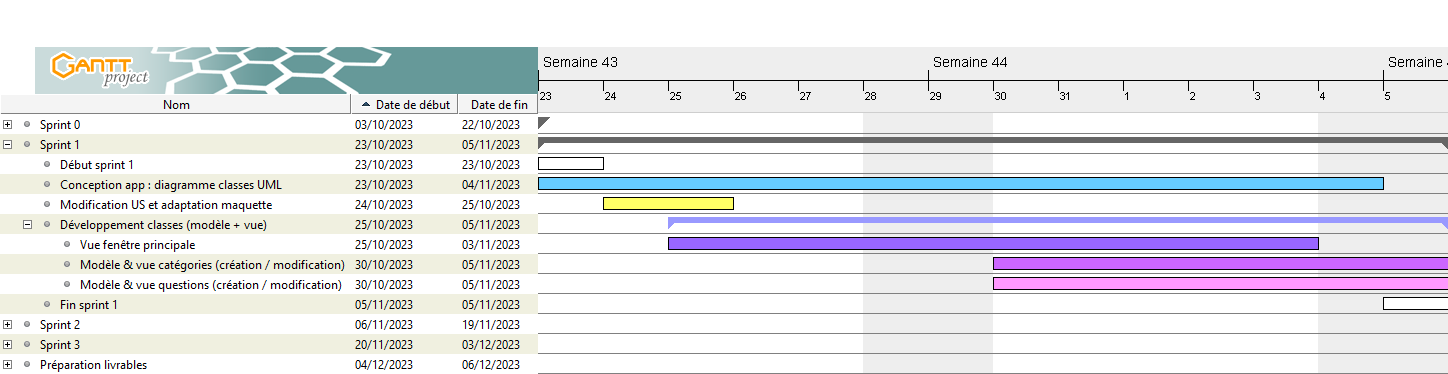 GANTT project
Semaine 43 Semaine 44 Semaine
23 24 25 26 27 28 29 30 31 1 2 3 4 5
Nom Date de début Date de fin
Sprint 0 03/10/2023 22/10/2023
Sprint 1 23/10/2023 05/11/2023
Début sprint 1 23/10/2023 23/10/2023
Conception app : diagramme classes UML 23/10/2023 04/11/2023
Modification US et adaptation maquette 24/10/2023 25/10/2023
Développement classes (modèle + vue) 25/10/2023 05/11/2023
Vue fenêtre principale 25/10/2023 03/11/2023
Modèle & vue catégories (création / modification) 30/10/2023 05/11/2023
Modèle & vue questions (création / modification) 30/10/2023 05/11/2023
Fin sprint 1 05/11/2023 05/11/2023
Sprint 2 06/11/2023 19/11/2023
Sprint 3 20/11/2023 03/12/2023
Préparation livrables 04/12/2023 06/12/2023